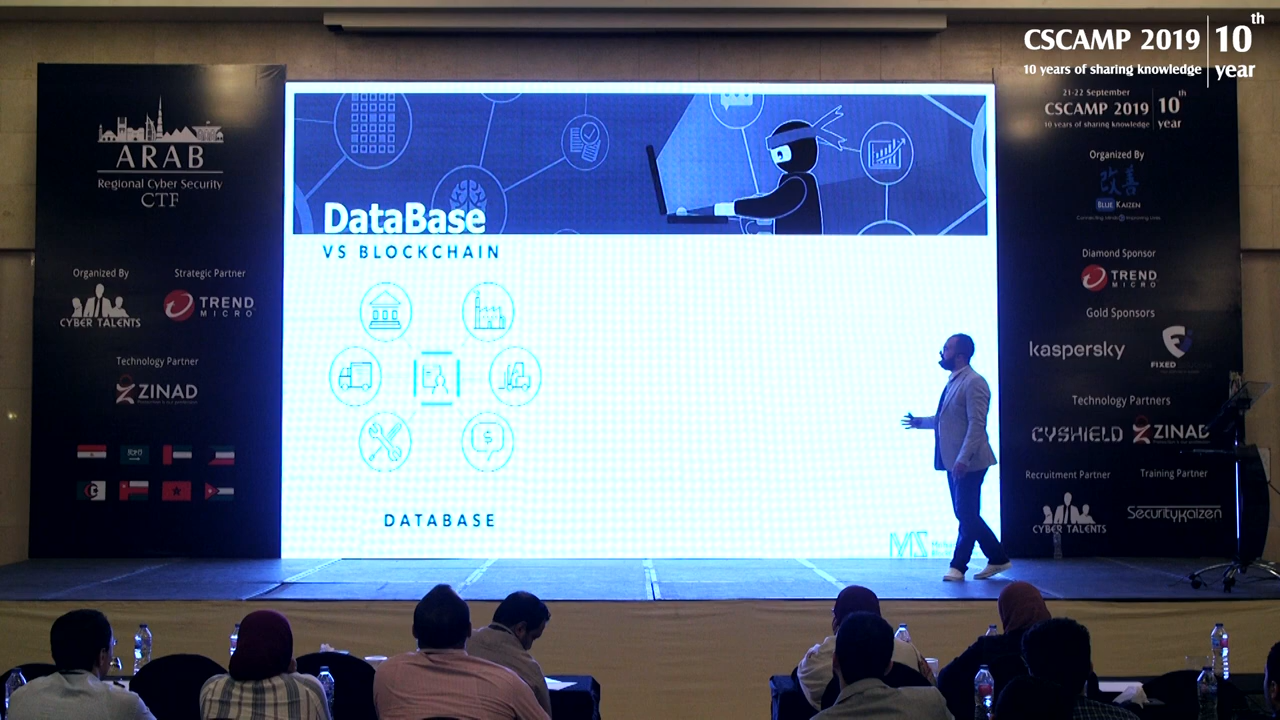 CSCAMP 2019 10th year
10 years of sharing knowledge
ARAB
Regional Cyber Security
CTF
Organized By
CYBER TALENTS
Strategic Partner
TREND
MICRO
Technology Partner
ZINAD
DataBase
VS BLOCKCHAIN
$
DATABASE
MS
21-22 September
CSCAMP 2019 10th year
10 years of sharing knowledge
Organized By
改善
BLUE KAIZEN
Diamond Sponsor
TREND
MICRO
Gold Sponsors
kaspersky
FIXED
Technology Partners
CYSHIELD
ZINAD
Recruitment Partner
CYBER TALENTS
Training Partner
Securitykaizen